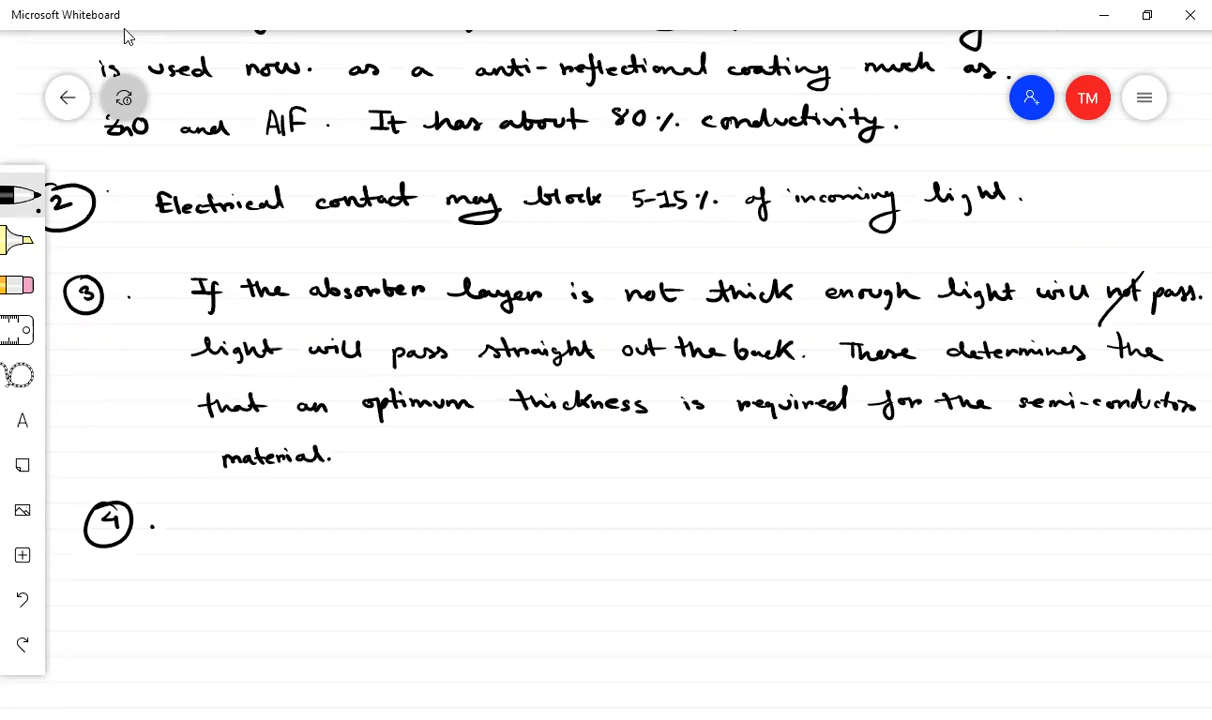 Microsoft Whiteboard
is used now. as a anti-reflectional coating much as.
ZnO and AlF. It has about 80% conductivity.
TM
2 Electrical contact may block 5-15% of incoming light.
3. If the absorber layer is not thick enough light will not pass.
light will pass straight out the back. These determines the
that an optimum thickness is required for the semi-conductor
material.
4.
A